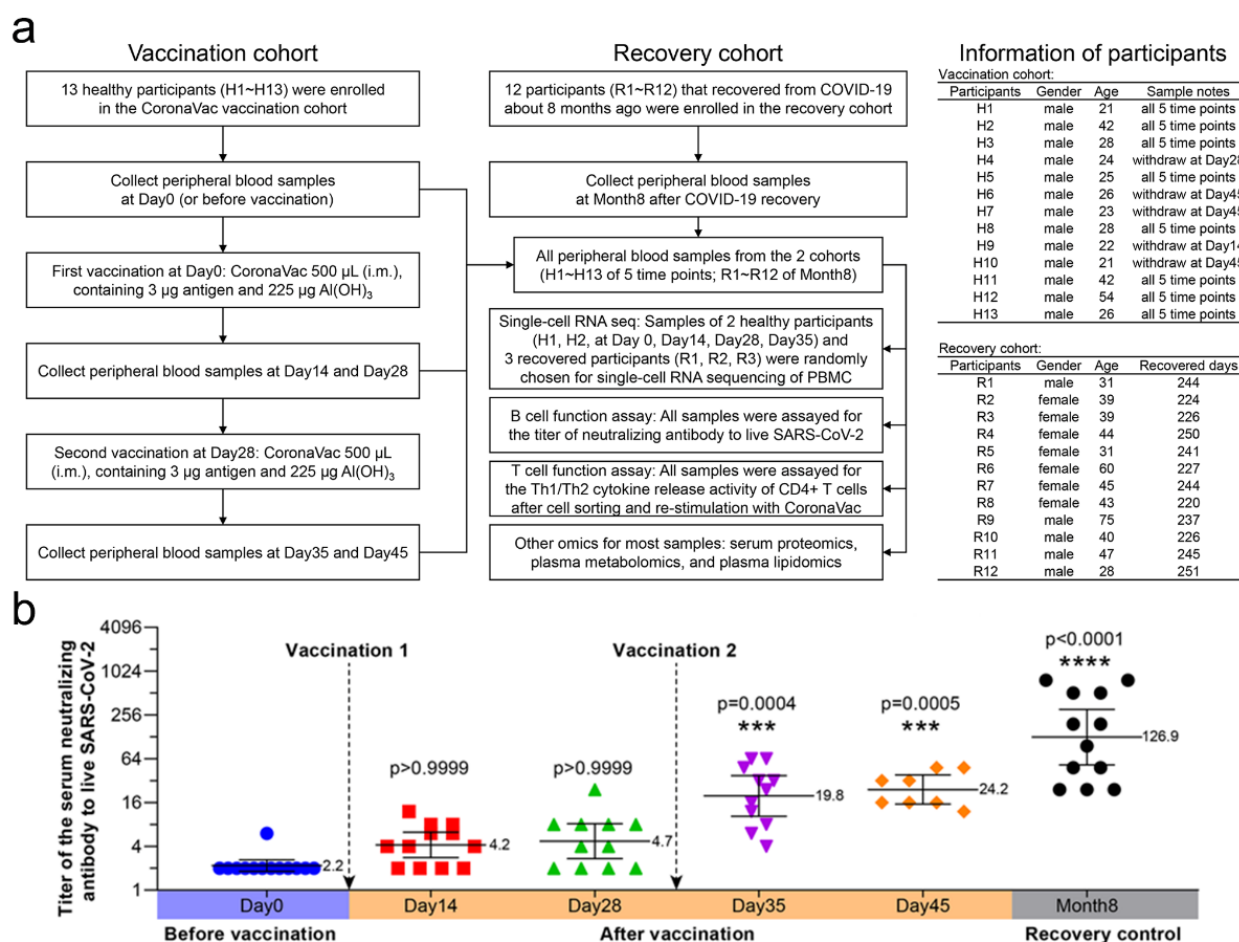 a
Vaccination cohort
13 healthy participants (H1~H13) were enrolled
in the CoronaVac vaccination cohort
Collect peripheral blood samples
at Day0 (or before vaccination)
First vaccination at Day0: CoronaVac 500 µL (i.m.),
containing 3 µg antigen and 225 µg Al(OH)₃
Collect peripheral blood samples at Day14 and Day28
Second vaccination at Day28: CoronaVac 500 µL
(i.m.), containing 3 µg antigen and 225 µg Al(OH)₃
Collect peripheral blood samples at Day35 and Day45
Recovery cohort
12 participants (R1~R12) that recovered from COVID-19
about 8 months ago were enrolled in the recovery cohort
Collect peripheral blood samples
at Month8 after COVID-19 recovery
All peripheral blood samples from the 2 cohorts
(H1~H13 of 5 time points; R1~R12 of Month8)
Single-cell RNA seq: Samples of 2 healthy participants
(H1, H2, at Day 0, Day14, Day28, Day35) and
3 recovered participants (R1, R2, R3) were randomly
chosen for single-cell RNA sequencing of PBMC
B cell function assay: All samples were assayed for
the titer of neutralizing antibody to live SARS-CoV-2
T cell function assay: All samples were assayed for
the Th1/Th2 cytokine release activity of CD4+ T cells
after cell sorting and re-stimulation with CoronaVac
Other omics for most samples: serum proteomics,
plasma metabolomics, and plasma lipidomics
Information of participants
Vaccination cohort:
Participants Gender Age Sample notes
H1 male 21 all 5 time points
H2 male 42 all 5 time points
H3 male 28 all 5 time points
H4 male 24 withdraw at Day28
H5 male 25 all 5 time points
H6 male 26 withdraw at Day45
H7 male 23 withdraw at Day45
H8 male 28 all 5 time points
H9 male 22 withdraw at Day14
H10 male 21 withdraw at Day45
H11 male 42 all 5 time points
H12 male 54 all 5 time points
H13 male 26 all 5 time points
Recovery cohort:
Participants Gender Age Recovered days
R1 male 31 244
R2 female 39 224
R3 female 39 226
R4 female 44 250
R5 female 31 241
R6 female 60 227
R7 female 45 244
R8 female 43 220
R9 male 75 237
R10 male 40 226
R11 male 47 245
R12 male 28 251
b
Titer of the serum neutralizing
antibody to live SARS-CoV-2
4096
1024
256
64
16
4
1
Vaccination 1
Vaccination 2
p>0.9999
p>0.9999
p=0.0004
***
p=0.0005
***
p<0.0001
****
2.2
4.2
4.7
19.8
24.2
126.9
Day0 Day14 Day28 Day35 Day45 Month8
Before vaccination After vaccination Recovery control